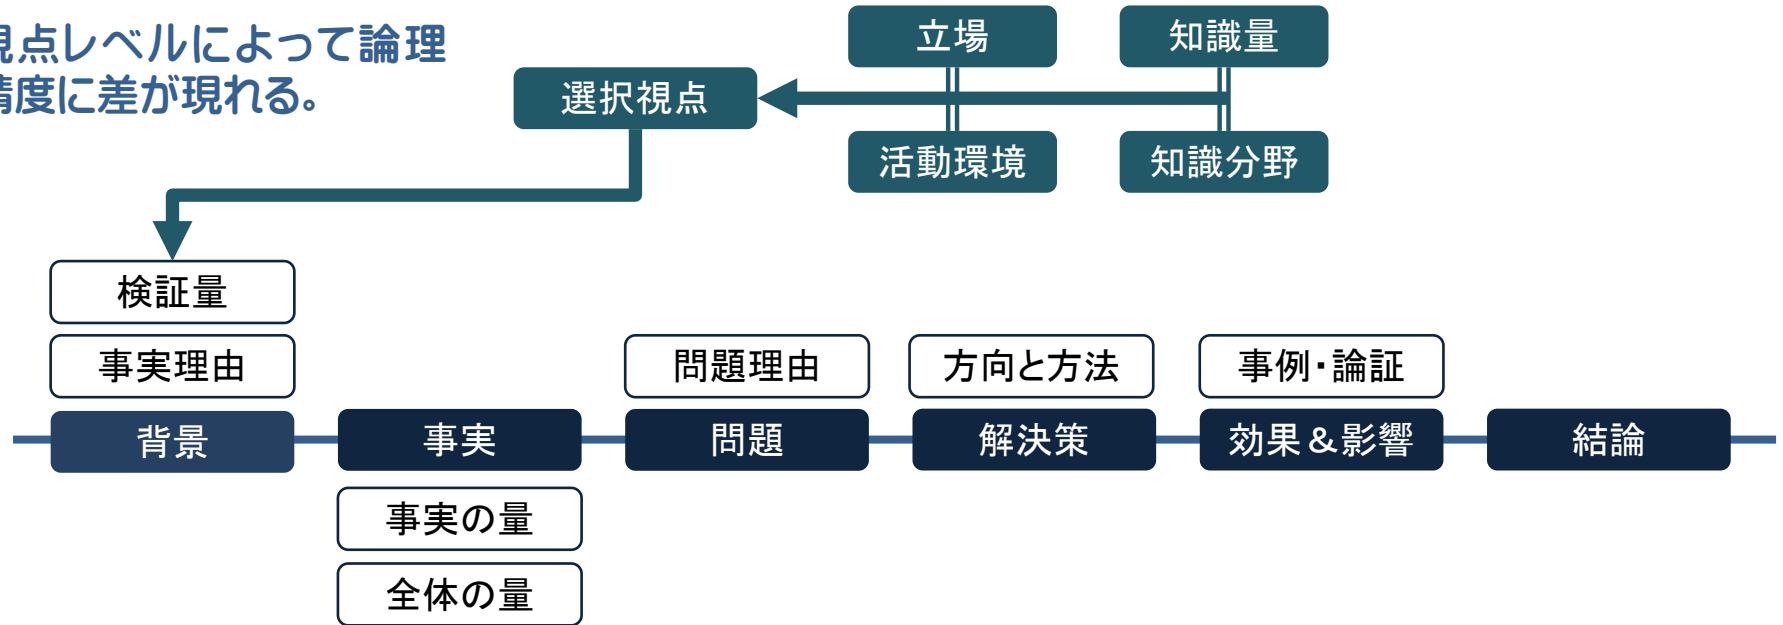 視点レベルによって論理
精度に差が現れる。
立場
知識量
選択視点
活動環境
知識分野
検証量
事実理由
問題理由
方向と方法
事例・論証
背景
事実
問題
解決策
効果&影響
結論
事実の量
全体の量